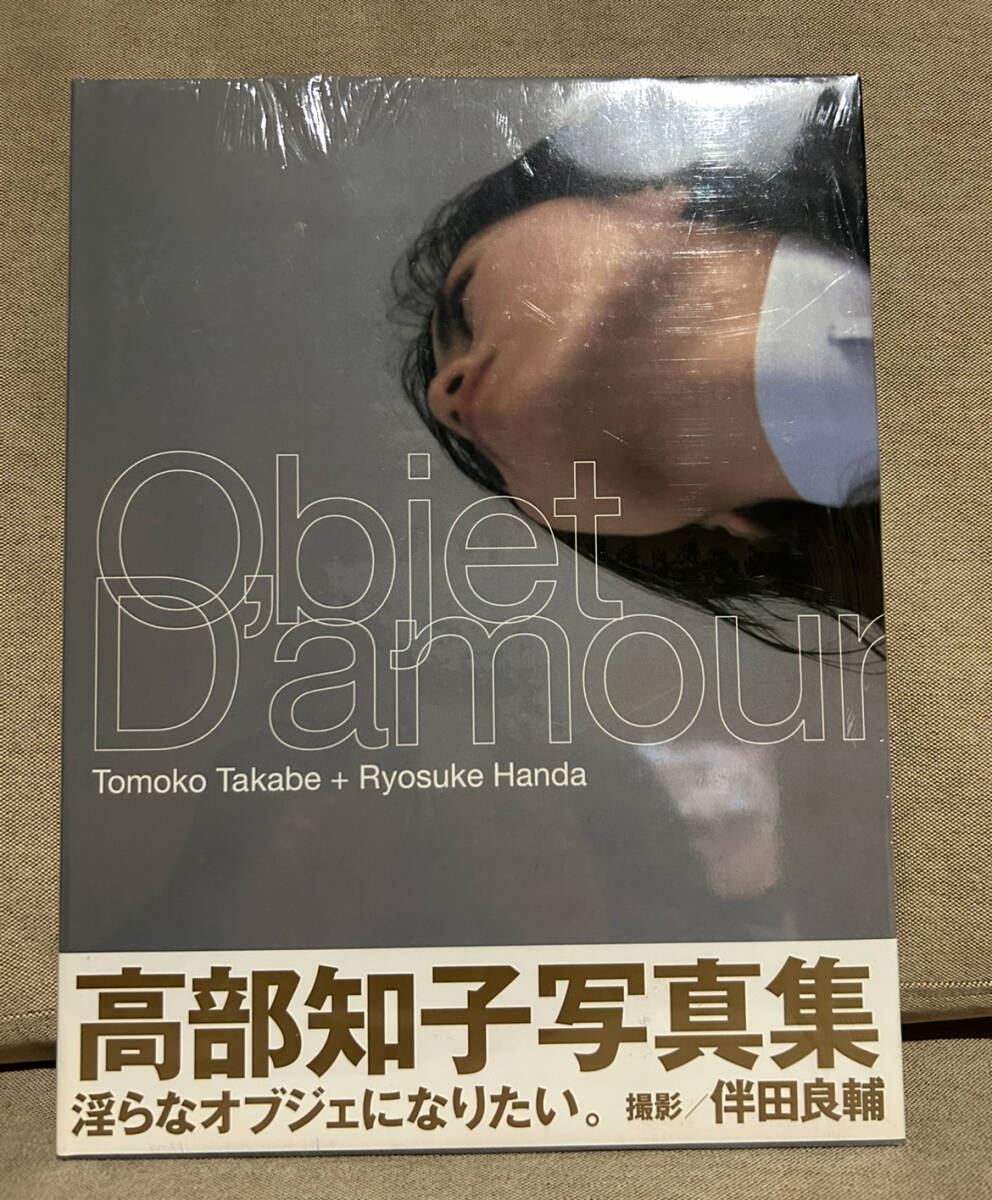 O,bjet
D'amour
Tomoko Takabe + Ryosuke Handa
高部知子写真集
淫らなオブジェになりたい。 撮影／伴田良輔